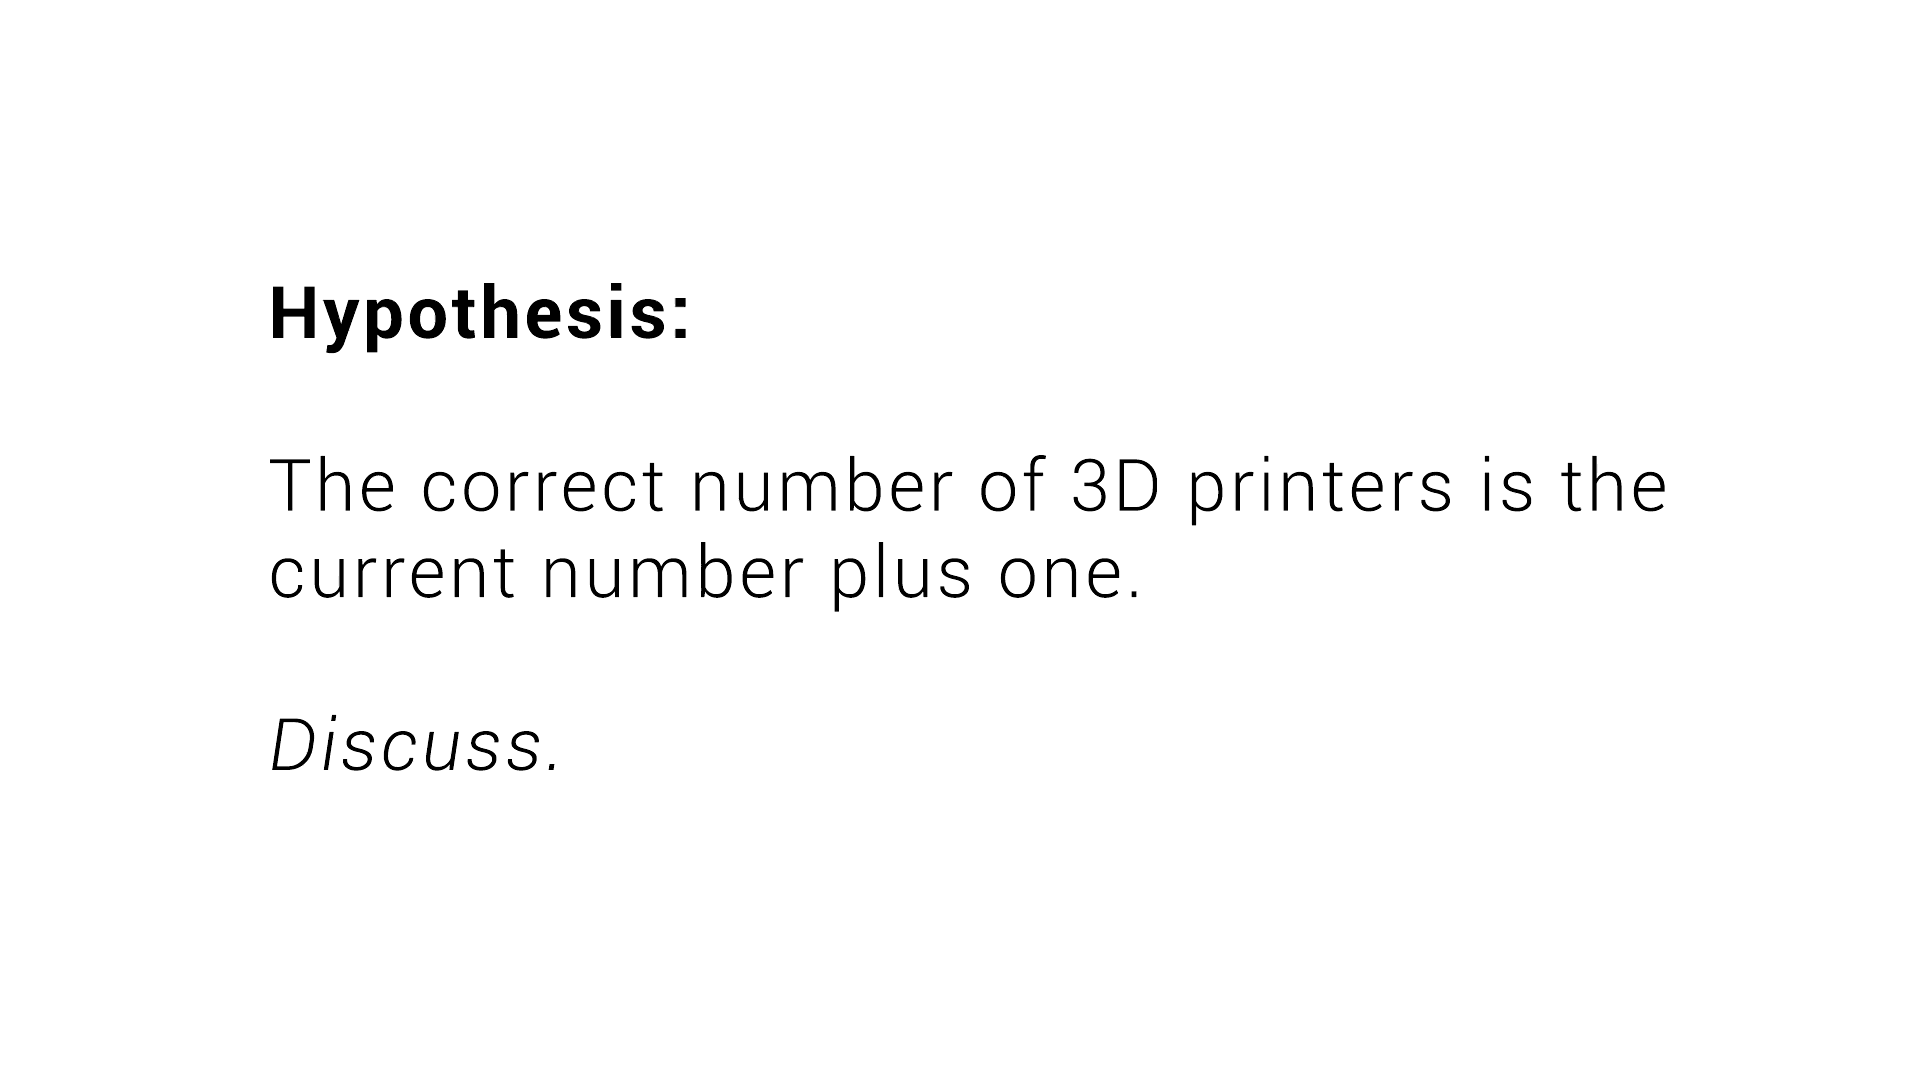 Hypothesis:
The correct number of 3D printers is the
current number plus one.
Discuss.